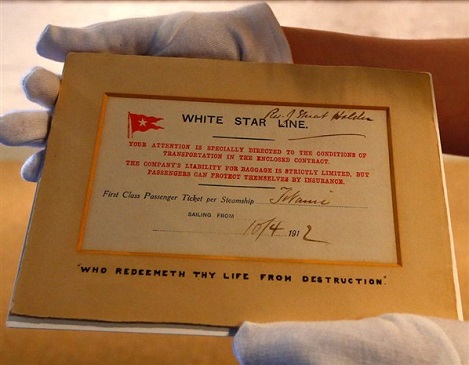 Rev. J Stuart Holden
WHITE STAR LINE.
YOUR ATTENTION IS SPECIALLY DIRECTED TO THE CONDITIONS OF
TRANSPORTATION IN THE ENCLOSED CONTRACT.
THE COMPANY'S LIABILITY FOR BAGGAGE IS STRICTLY LIMITED, BUT
PASSENGERS CAN PROTECT THEMSELVES BY INSURANCE.
First Class Passenger Ticket per Steamship Titanic
SAILING FROM
10/4 1912
"WHO REDEEMETH THY LIFE FROM DESTRUCTION."